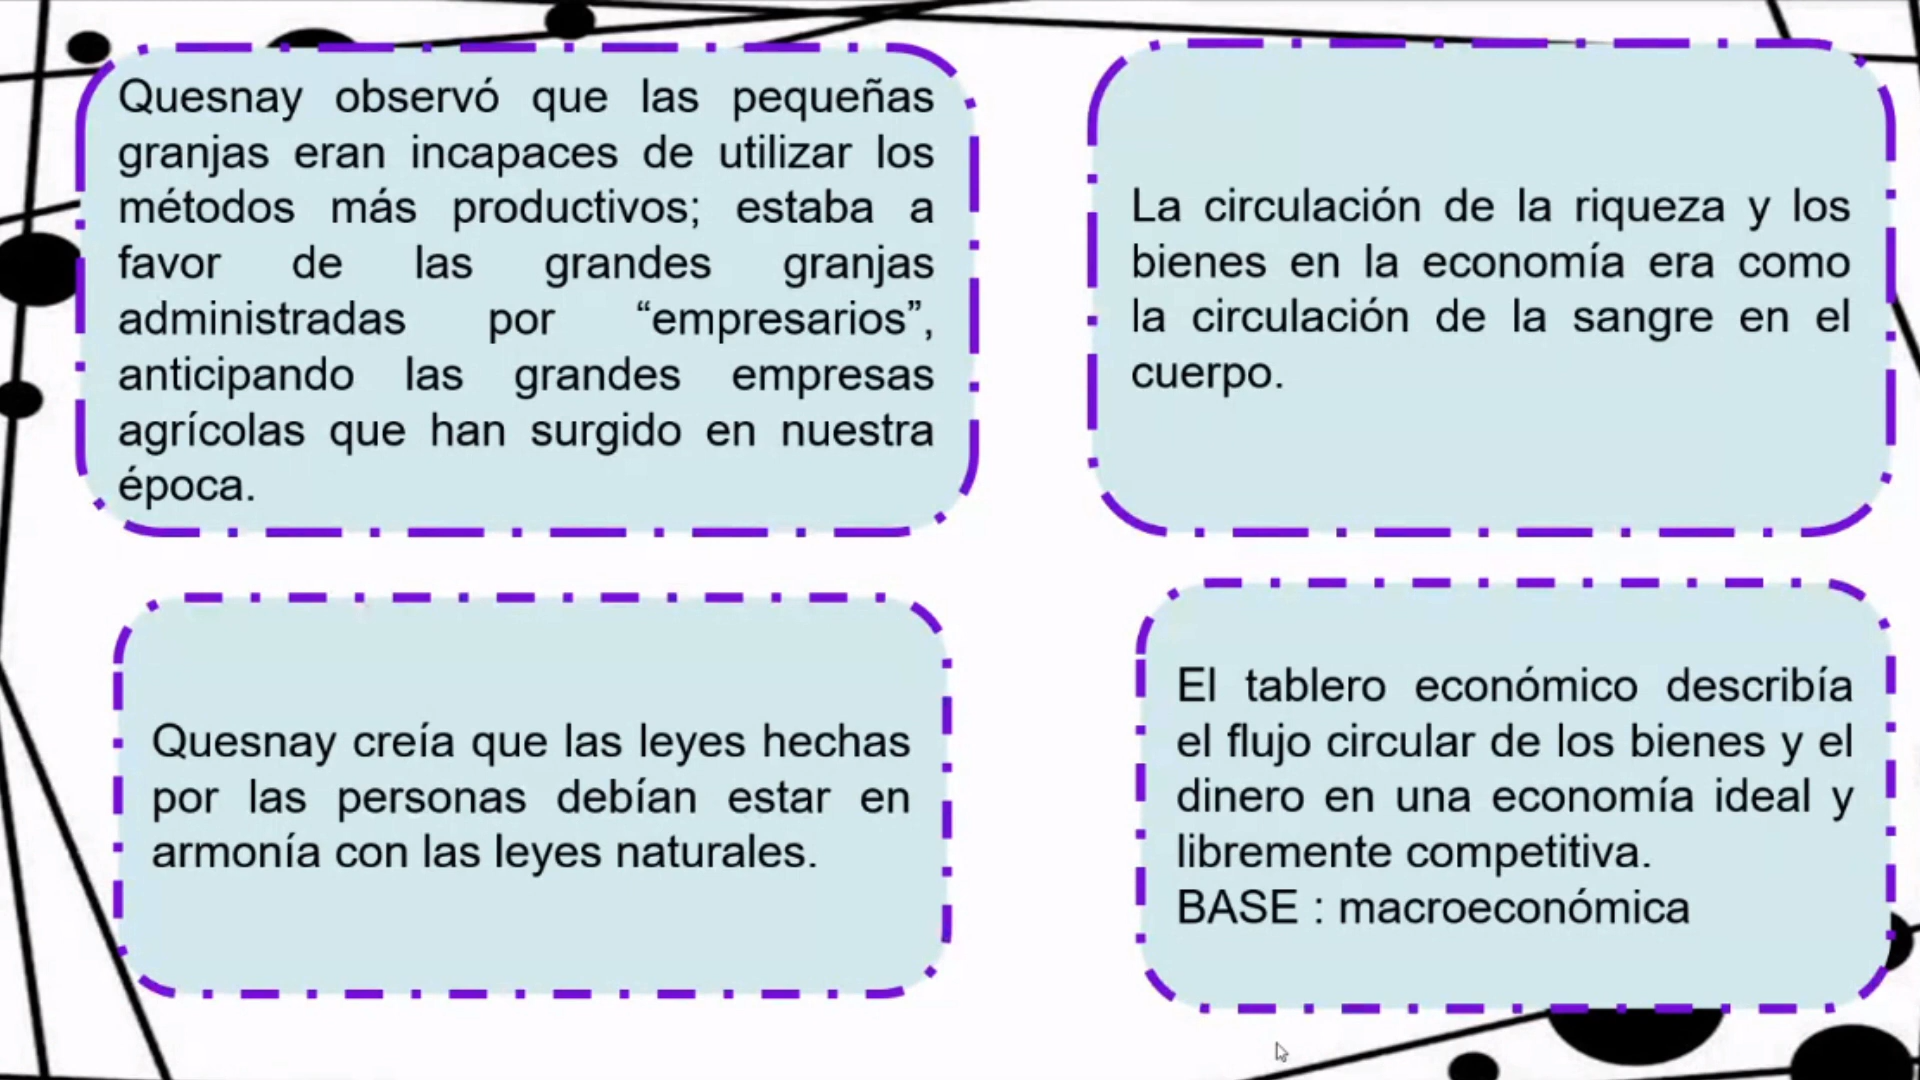 Quesnay observó que las pequeñas
granjas eran incapaces de utilizar los
métodos más productivos; estaba a
favor de las grandes granjas
administradas por “empresarios”,
anticipando las grandes empresas
agrícolas que han surgido en nuestra
época.
La circulación de la riqueza y los
bienes en la economía era como
la circulación de la sangre en el
cuerpo.
Quesnay creía que las leyes hechas
por las personas debían estar en
armonía con las leyes naturales.
El tablero económico describía
el flujo circular de los bienes y el
dinero en una economía ideal y
libremente competitiva.
BASE : macroeconómica